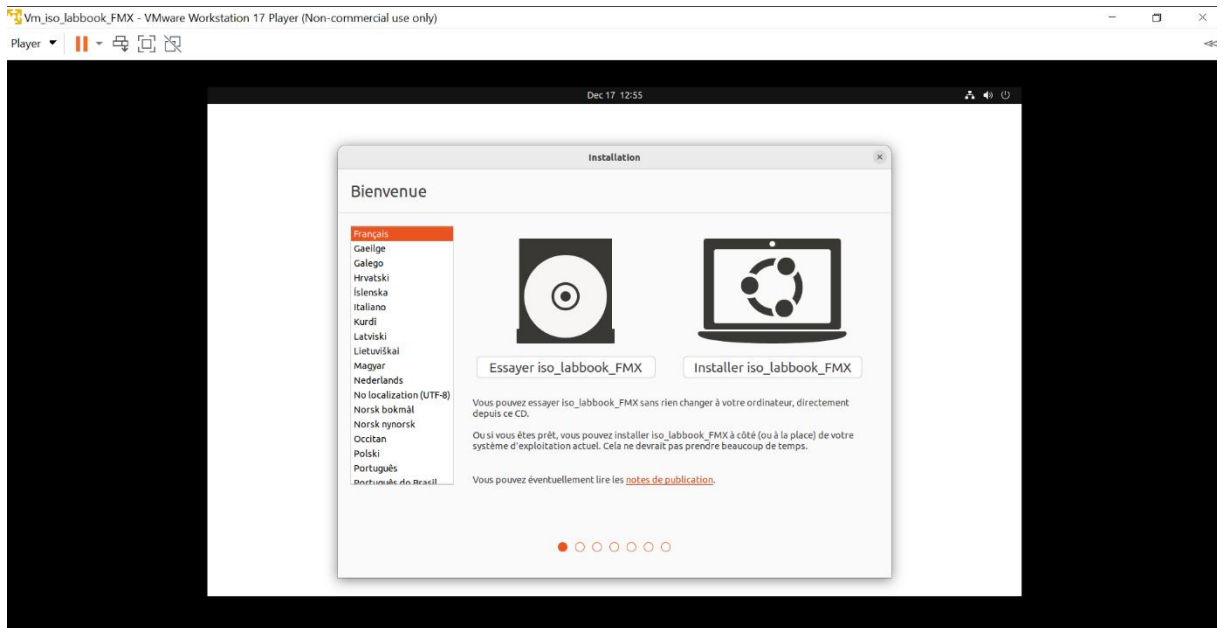 Vm_iso_labbook_FMX - VMware Workstation 17 Player (Non-commercial use only)
Player
Dec 17 12:55
Installation
Bienvenue
Français
Gaeilge
Galego
Hrvatski
Íslenska
Italiano
Kurdî
Latviski
Lietuviškai
Magyar
Nederlands
No localization (UTF-8)
Norsk bokmål
Norsk nynorsk
Occitan
Polski
Português
Português do Brasil
Essayer iso_labbook_FMX
Installer iso_labbook_FMX
Vous pouvez essayer iso_labbook_FMX sans rien changer à votre ordinateur, directement
depuis ce CD.
Ou si vous êtes prêt, vous pouvez installer iso_labbook_FMX à côté (ou à la place) de votre
système d'exploitation actuel. Cela ne devrait pas prendre beaucoup de temps.
Vous pouvez éventuellement lire les notes de publication.